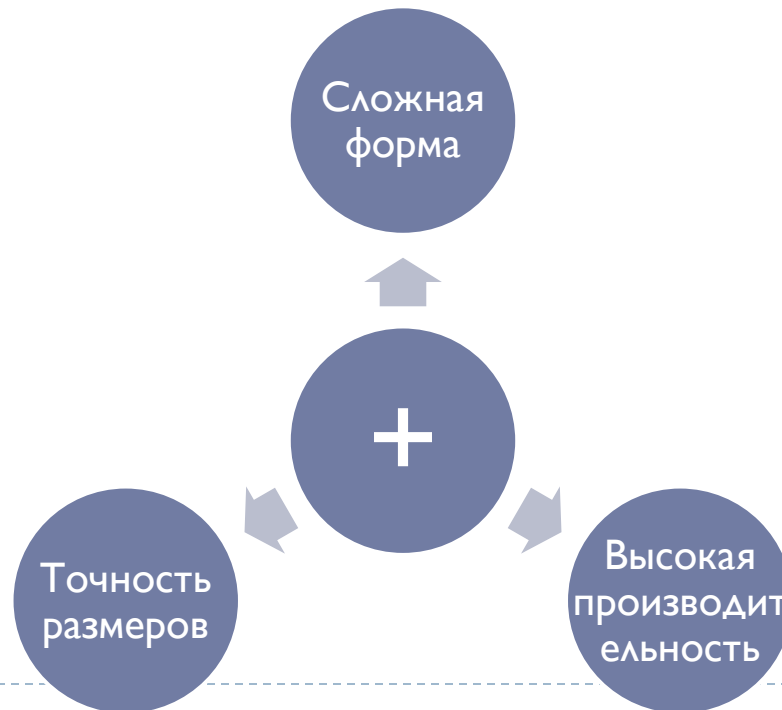 Сложная
форма
+
Точность
размеров
Высокая
производит
ельность